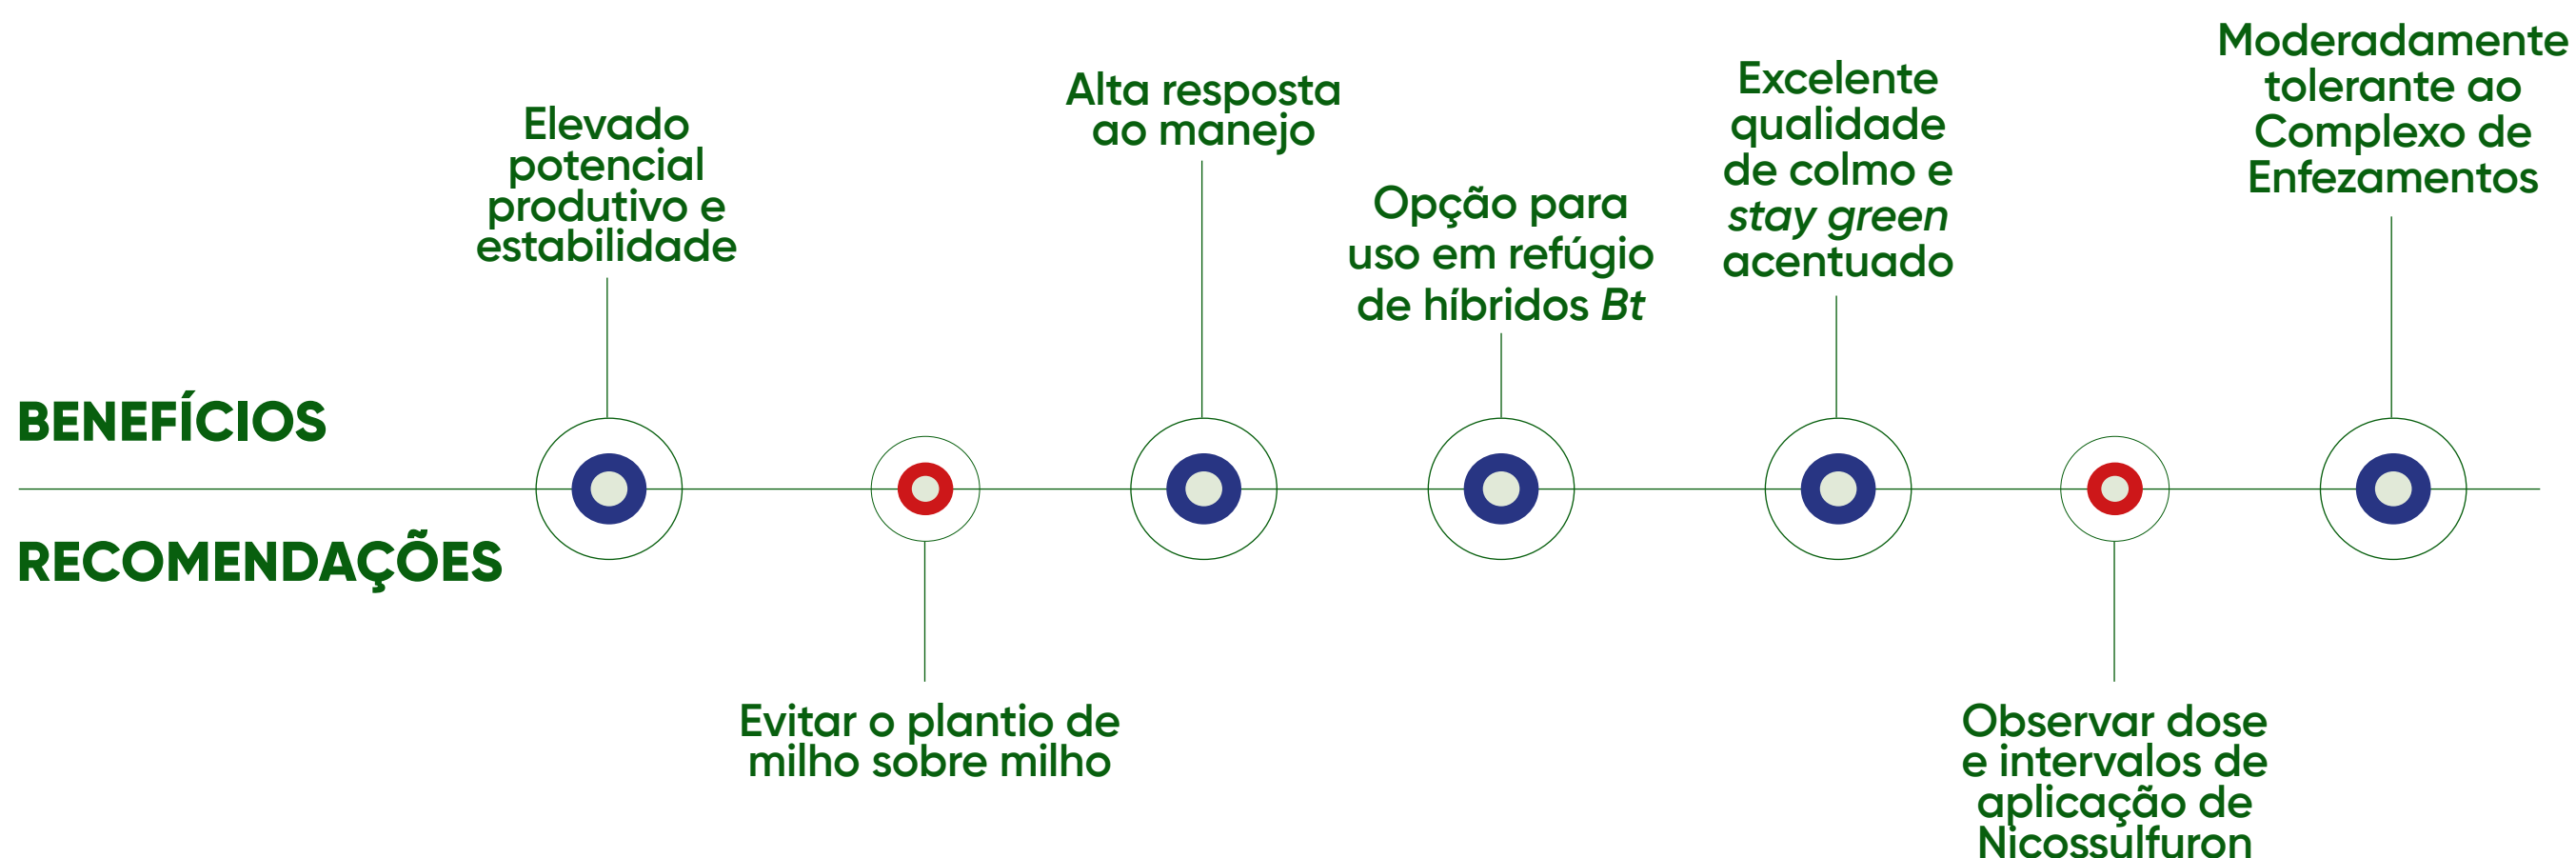 BENEFÍCIOS
RECOMENDAÇÕES
Elevado
potencial
produtivo e
estabilidade
Evitar o plantio de
milho sobre milho
Alta resposta
ao manejo
Opção para
uso em refúgio
de híbridos Bt
Excelente
qualidade
de colmo e
stay green
acentuado
Observar dose
e intervalos de
aplicação de
Nicossulfuron
Moderadamente
tolerante ao
Complexo de
Enfezamentos